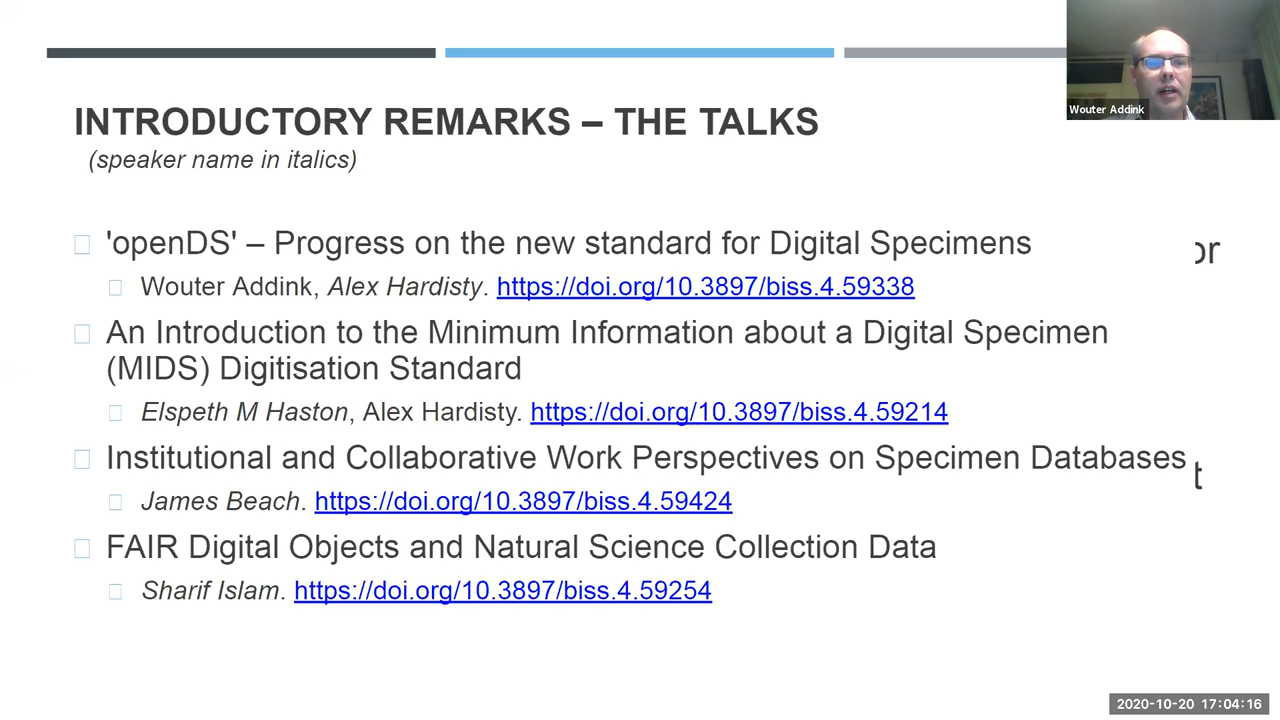 Wouter Addink
INTRODUCTORY REMARKS – THE TALKS
(speaker name in italics)
'openDS' – Progress on the new standard for Digital Specimens
or
Wouter Addink, Alex Hardisty. https://doi.org/10.3897/biss.4.59338
An Introduction to the Minimum Information about a Digital Specimen
(MIDS) Digitisation Standard
Elspeth M Haston, Alex Hardisty. https://doi.org/10.3897/biss.4.59214
Institutional and Collaborative Work Perspectives on Specimen Databases
t
James Beach. https://doi.org/10.3897/biss.4.59424
FAIR Digital Objects and Natural Science Collection Data
Sharif Islam. https://doi.org/10.3897/biss.4.59254
2020-10-20 17:04:16